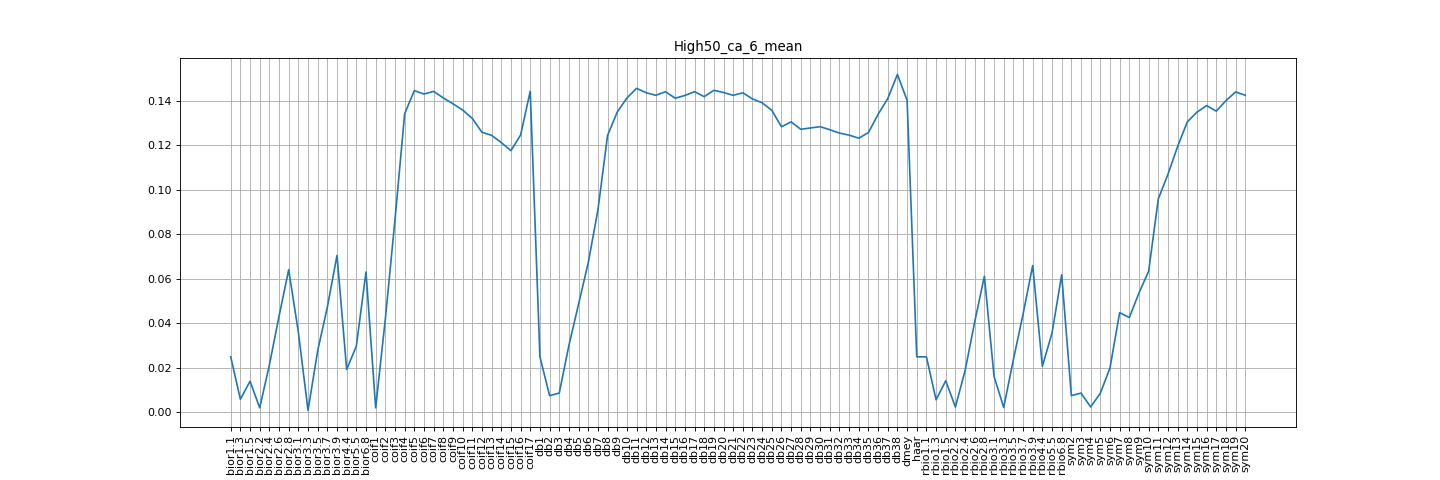 High50_ca_6_mean
0.14
0.12
0.10
0.08
0.06
0.04
0.02
0.00
bior1.1
bior1.3
bior1.5
bior2.2
bior2.4
bior2.6
bior2.8
bior3.1
bior3.3
bior3.5
bior3.7
bior3.9
bior4.4
bior5.5
bior6.8
coif1
coif2
coif3
coif4
coif5
coif6
coif7
coif8
coif9
coif10
coif11
coif12
coif13
coif14
coif15
coif16
coif17
db1
db2
db3
db4
db5
db6
db7
db8
db9
db10
db11
db12
db13
db14
db15
db16
db17
db18
db19
db20
db21
db22
db23
db24
db25
db26
db27
db28
db29
db30
db31
db32
db33
db34
db35
db36
db37
db38
dmey
haar
rbio1.1
rbio1.3
rbio1.5
rbio2.2
rbio2.4
rbio2.6
rbio2.8
rbio3.1
rbio3.3
rbio3.5
rbio3.7
rbio3.9
rbio4.4
rbio5.5
rbio6.8
sym2
sym3
sym4
sym5
sym6
sym7
sym8
sym9
sym10
sym11
sym12
sym13
sym14
sym15
sym16
sym17
sym18
sym19
sym20